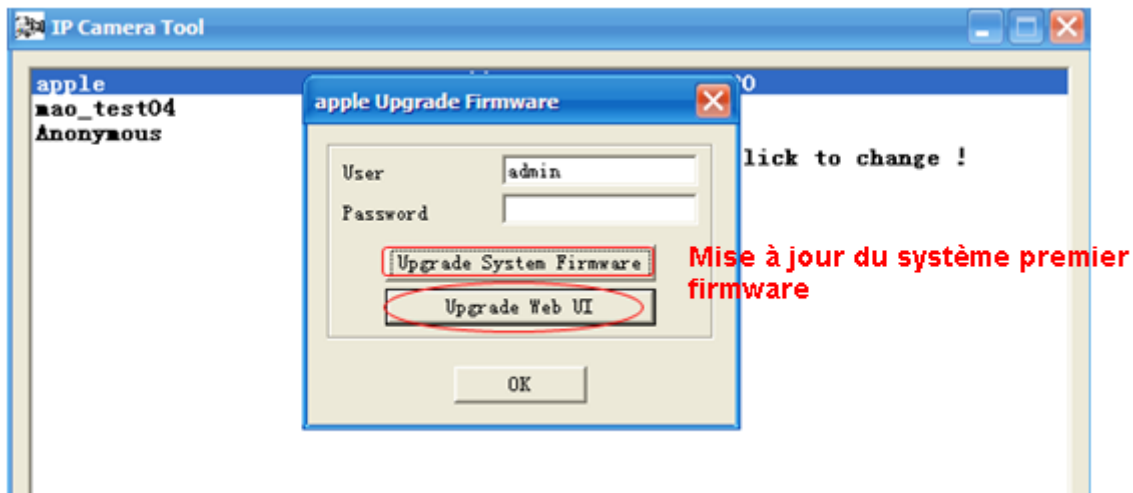 IP Camera Tool
apple
mao_test04
Anonymous
lick to change !
apple Upgrade Firmware
User
admin
Password
Upgrade System Firmware
Upgrade Web UI
OK
Mise à jour du système premier
firmware